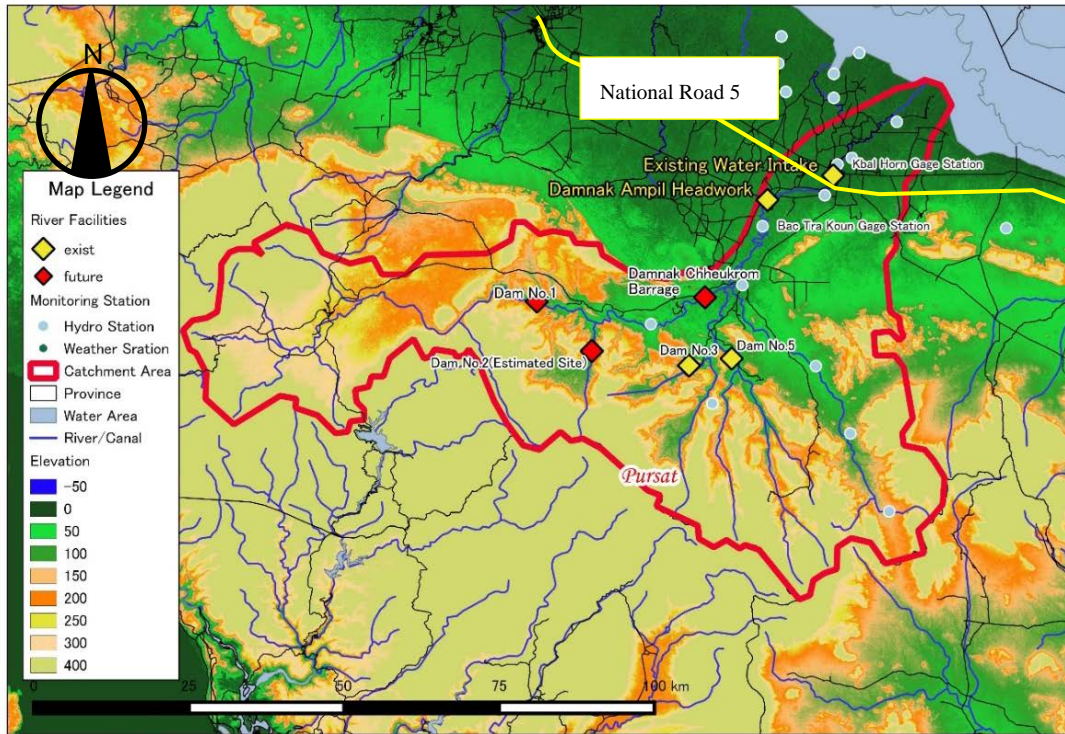 N
National Road 5
Existing Water Intake
Kbal Horn Gage Station
Damnak Ampil Headwork
Bac Tra Koun Gage Station
Damnak Chheukrom
Barrage
Dam No.1
Dam No.2(Estimated Site)
Dam No.3
Dam No.5
Pursat
Map Legend
River Facilities
exist
future
Monitoring Station
Hydro Station
Weather Sration
Catchment Area
Province
Water Area
River/Canal
Elevation
-50
0
50
100
150
200
250
300
400
0 25 50 75 100 km